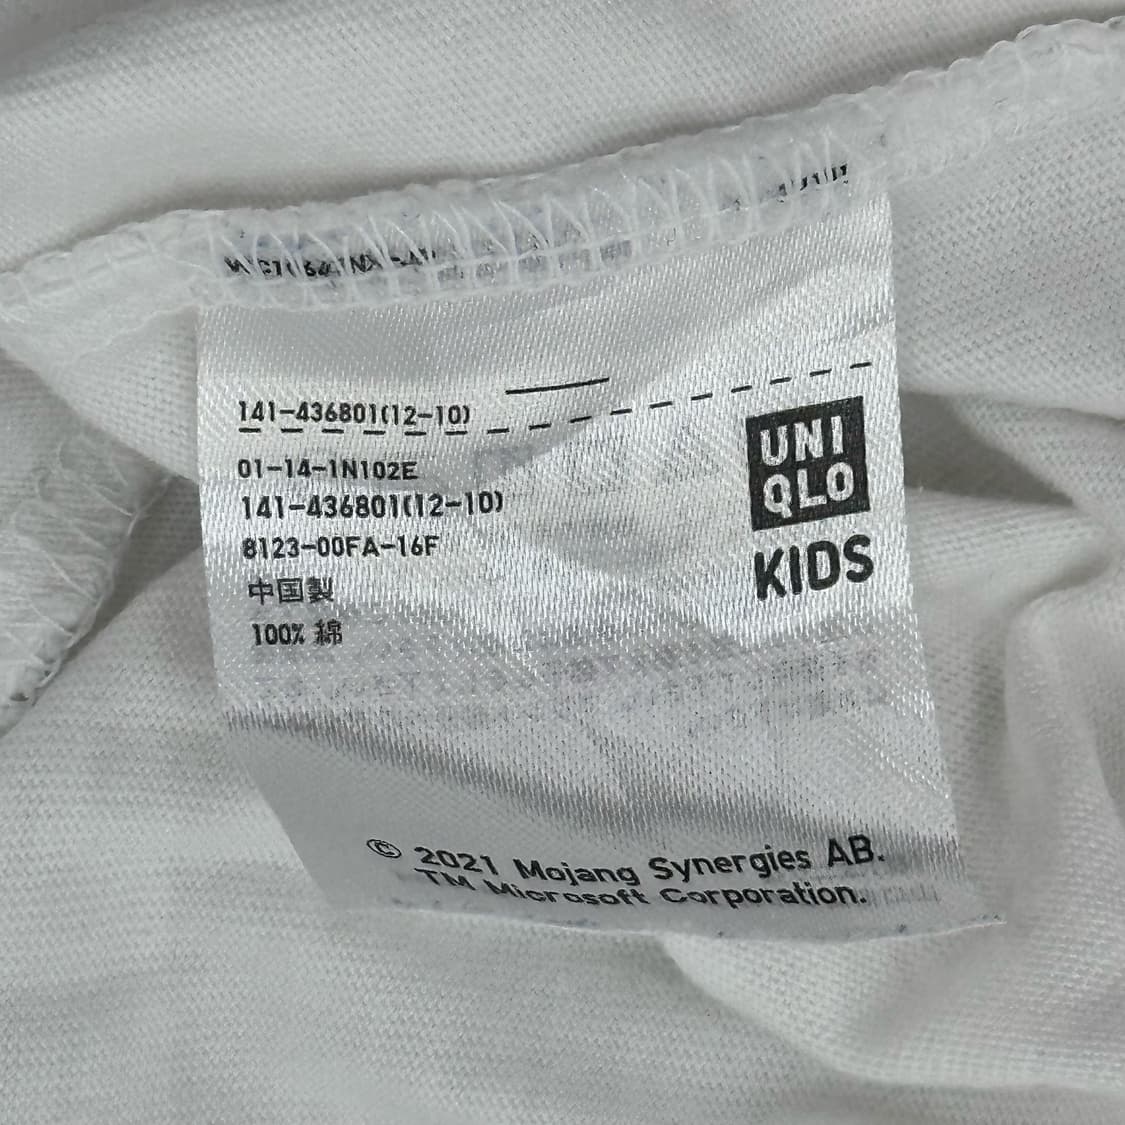 141-436801(12-10)
01-14-1N102E
141-436801(12-10)
8123-00FA-16F
中国製
100% 綿
UNI
QLO
KIDS
© 2021 Mojang Synergies AB.
TM Microsoft Corporation.